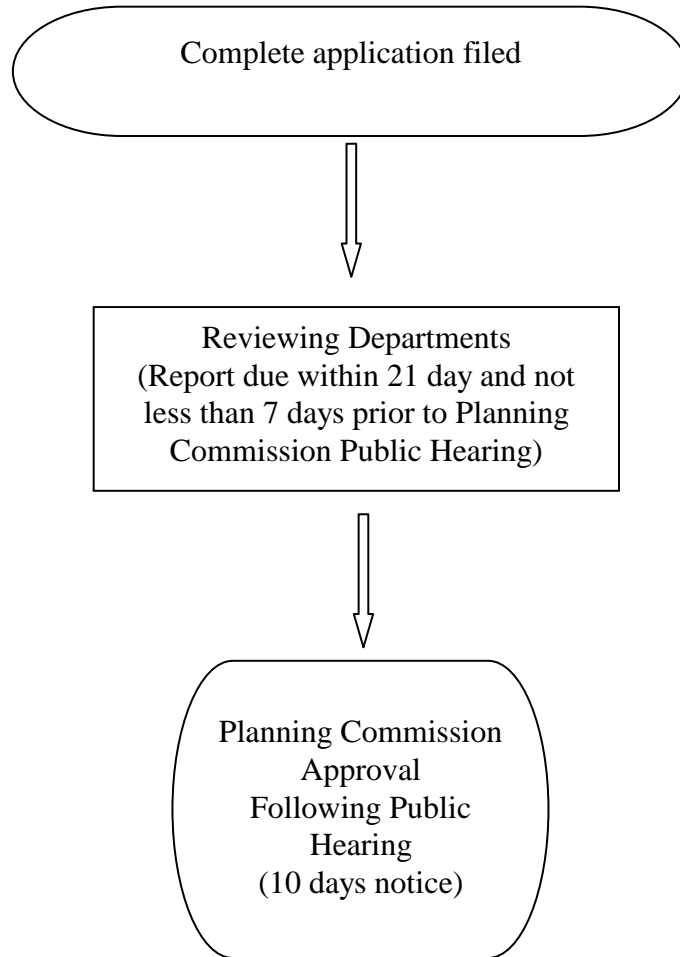 Complete application filed
Reviewing Departments
(Report due within 21 day and not
less than 7 days prior to Planning
Commission Public Hearing)
Planning Commission
Approval
Following Public
Hearing
(10 days notice)